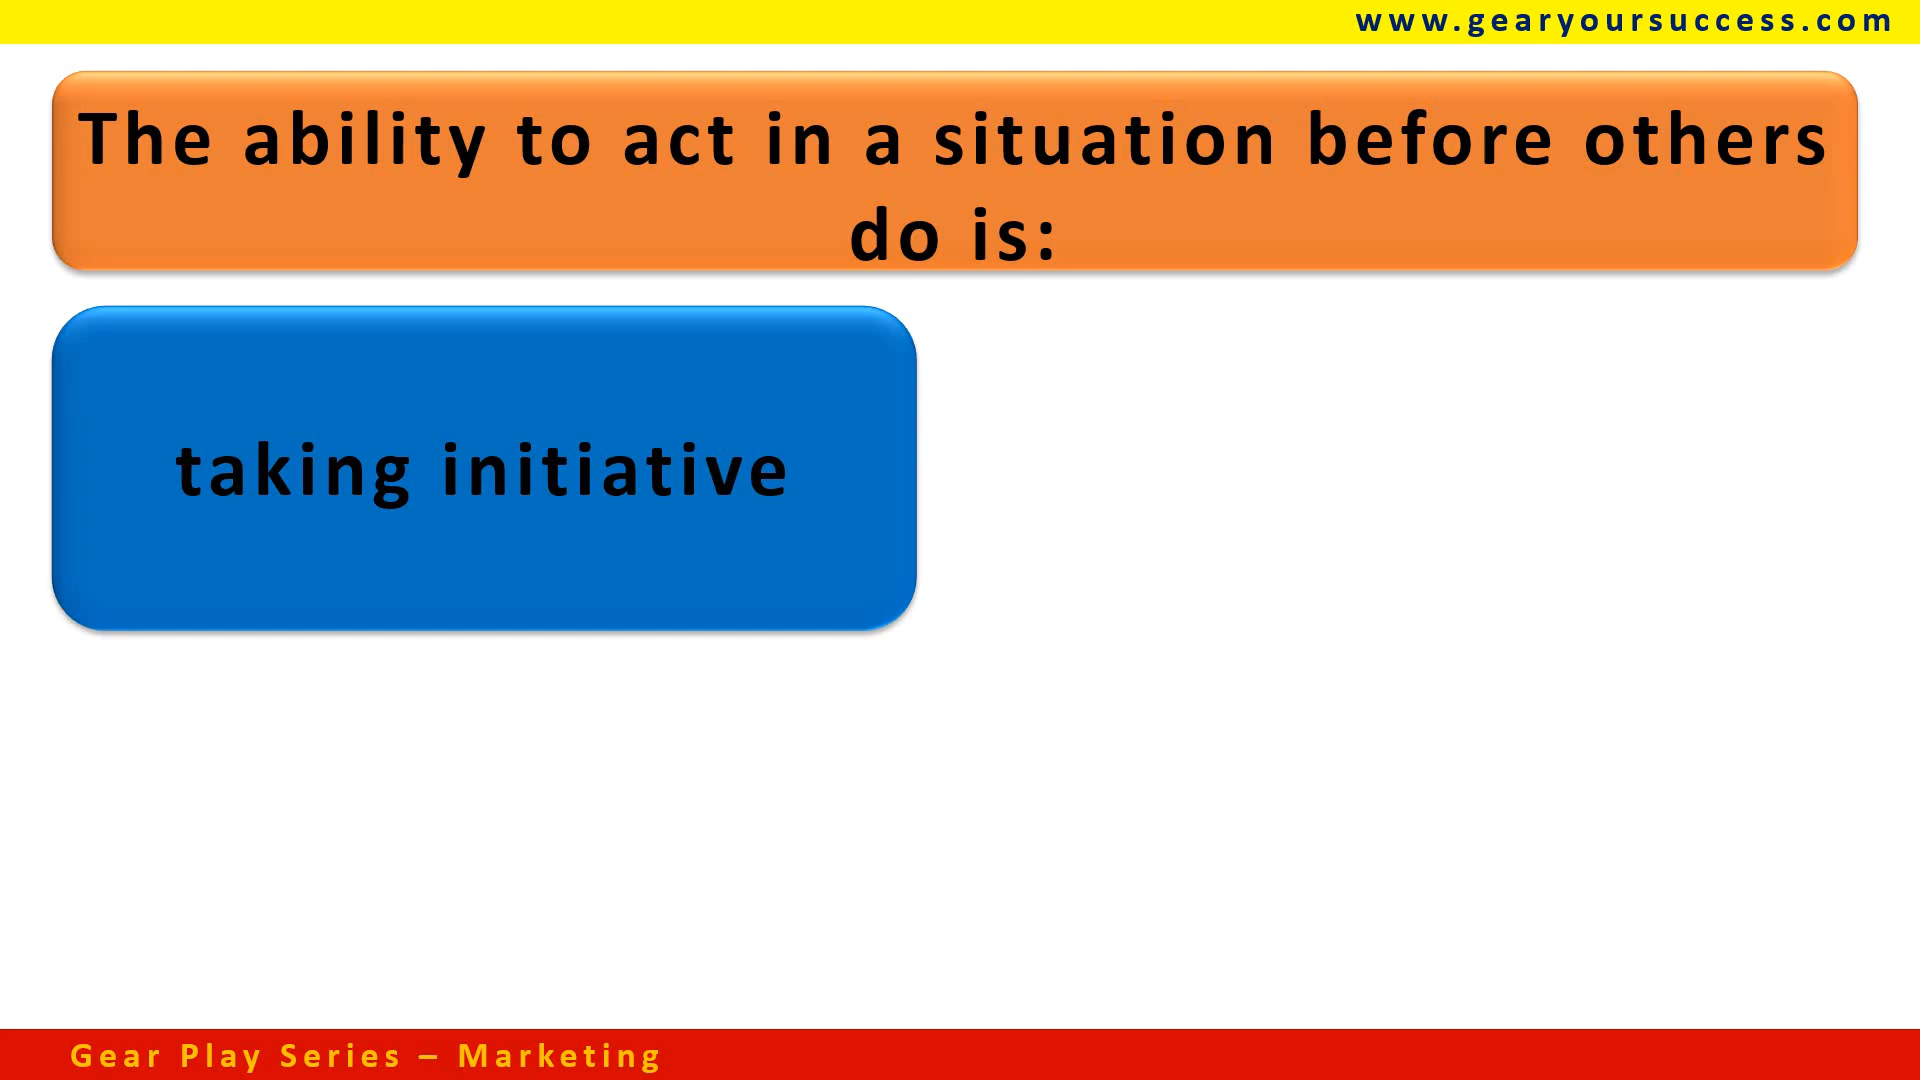 www.gearyoursuccess.com
The ability to act in a situation before others
do is:
taking initiative
Gear Play Series – Marketing